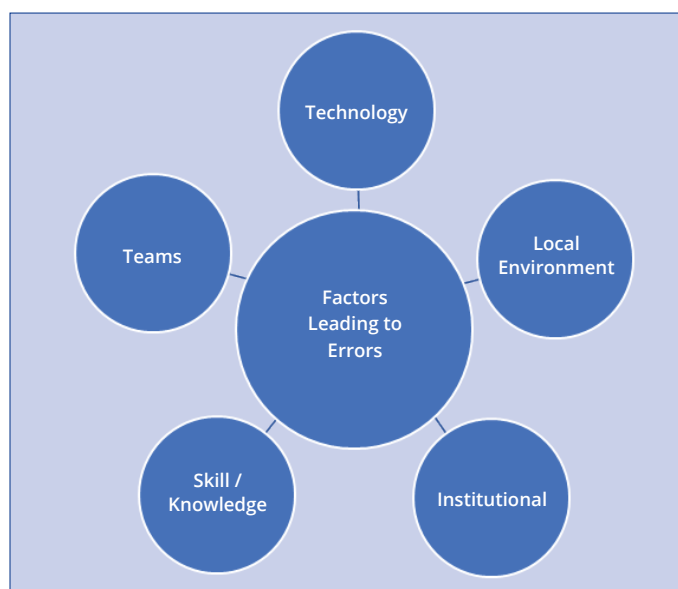 Technology
Teams
Local
Environment
Factors
Leading to
Errors
Skill /
Knowledge
Institutional